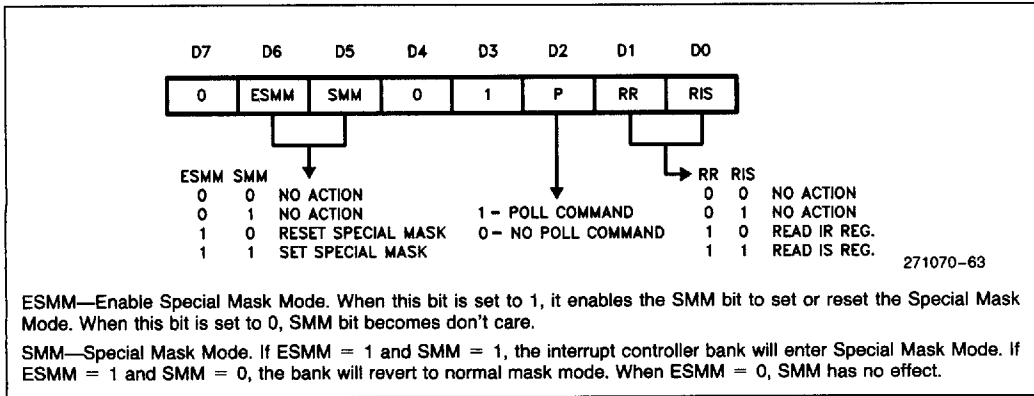 D7 D6 D5 D4 D3 D2 D1 D0
0 ESMM SMM 0 1 P RR RIS
ESMM SMM
0 0 NO ACTION
0 1 NO ACTION
1 0 RESET SPECIAL MASK
1 1 SET SPECIAL MASK
1 – POLL COMMAND
0 – NO POLL COMMAND
RR RIS
0 0 NO ACTION
0 1 NO ACTION
1 0 READ IR REG.
1 1 READ IS REG.
271070–63
ESMM—Enable Special Mask Mode. When this bit is set to 1, it enables the SMM bit to set or reset the Special Mask
Mode. When this bit is set to 0, SMM bit becomes don't care.
SMM—Special Mask Mode. If ESMM = 1 and SMM = 1, the interrupt controller bank will enter Special Mask Mode. If
ESMM = 1 and SMM = 0, the bank will revert to normal mask mode. When ESMM = 0, SMM has no effect.